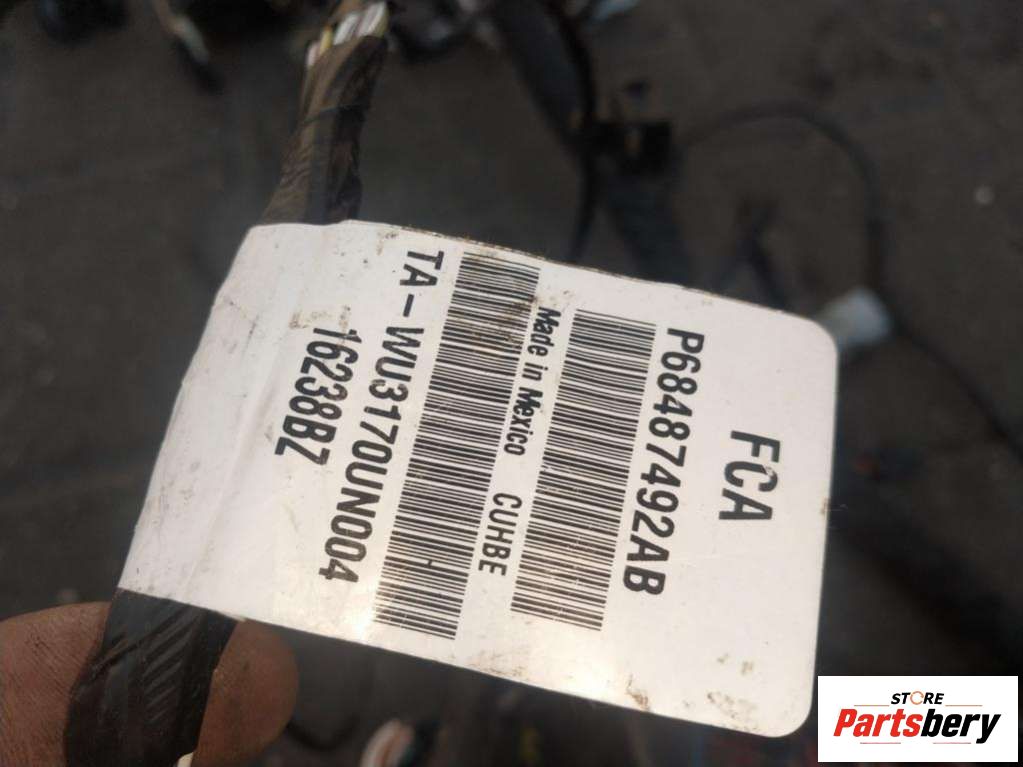 FCA
P68487492AB
Made in Mexico CUHBE
TA-WU3170UN004
16238BZ
STORE
Partsbery